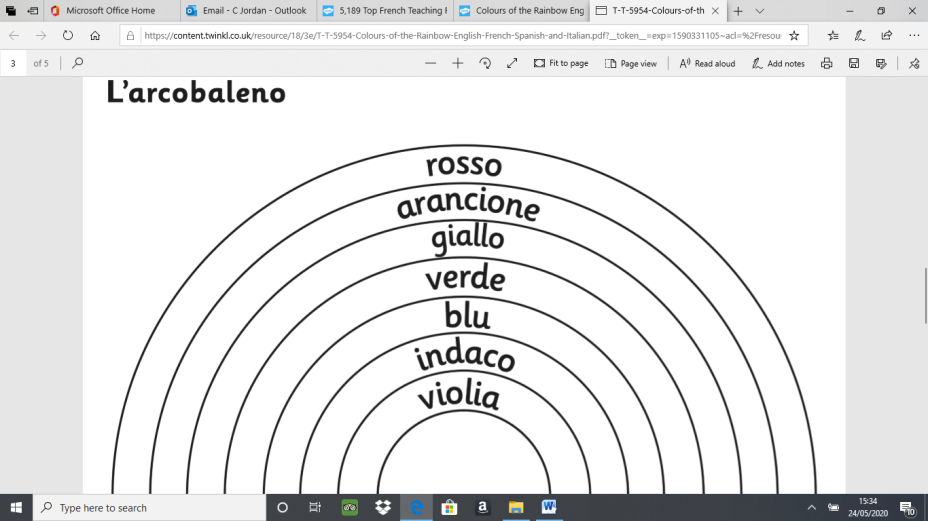 Microsoft Office Home
Email - C Jordan - Outlook
5,189 Top French Teaching R
Colours of the Rainbow Eng
T-T-5954-Colours-of-th
https://content.twinkl.co.uk/resource/18/3e/T-T-5954-Colours-of-the-Rainbow-English-French-Spanish-and-Italian.pdf?__token__=exp=1590331105~acl=%2Fresou
3 of 5
Fit to page
Page view
Read aloud
Add notes
L'arcobaleno
rosso
arancione
giallo
verde
blu
indaco
violia
Type here to search
15:34
24/05/2020
10